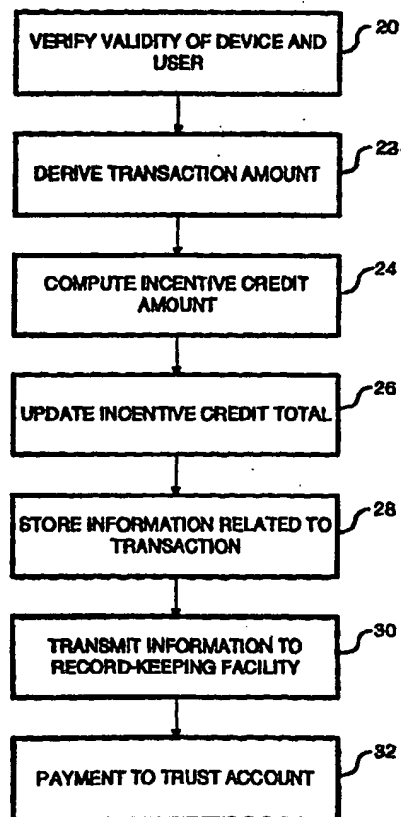 VERIFY VALIDITY OF DEVICE AND
USER
20
DERIVE TRANSACTION AMOUNT
23
COMPUTE INCENTIVE CREDIT
AMOUNT
24
UPDATE INCENTIVE CREDIT TOTAL
26
STORE INFORMATION RELATED TO
TRANSACTION
28
TRANSMIT INFORMATION TO
RECORD-KEEPING FACILITY
30
PAYMENT TO TRUST ACCOUNT
32